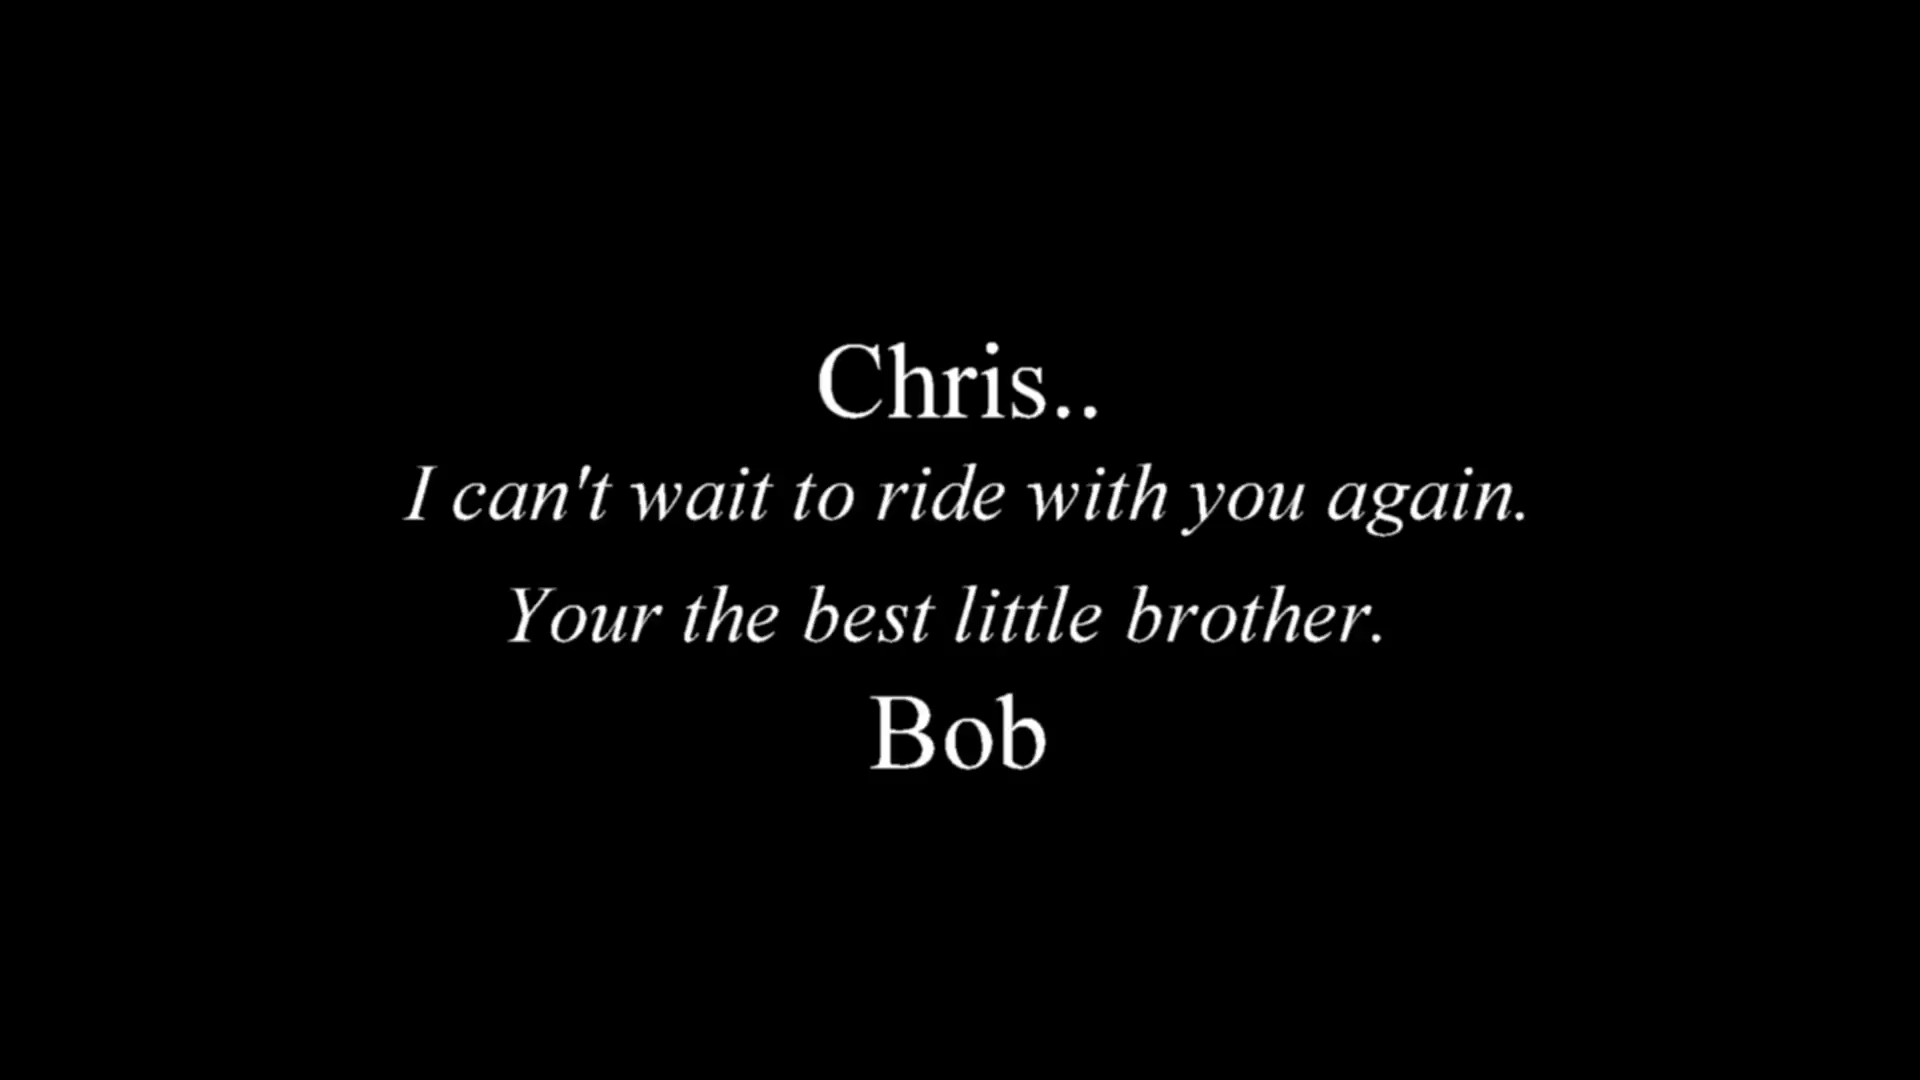 Chris..
I can't wait to ride with you again.
Your the best little brother.
Bob